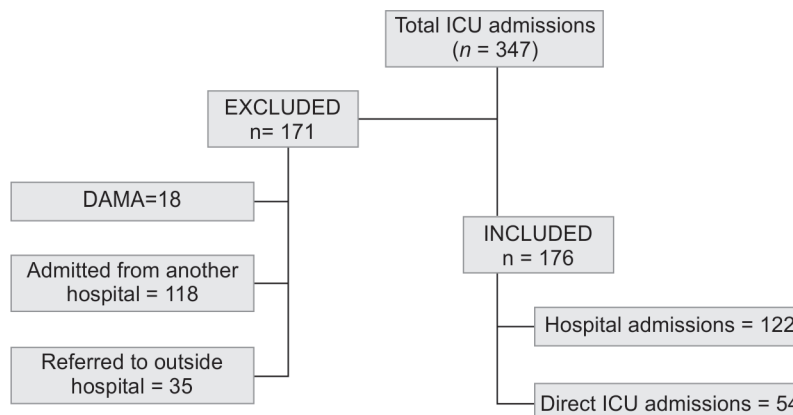 Total ICU admissions
(n = 347)
EXCLUDED
n= 171
DAMA=18
Admitted from another
hospital = 118
Referred to outside
hospital = 35
INCLUDED
n = 176
Hospital admissions = 122
Direct ICU admissions = 54